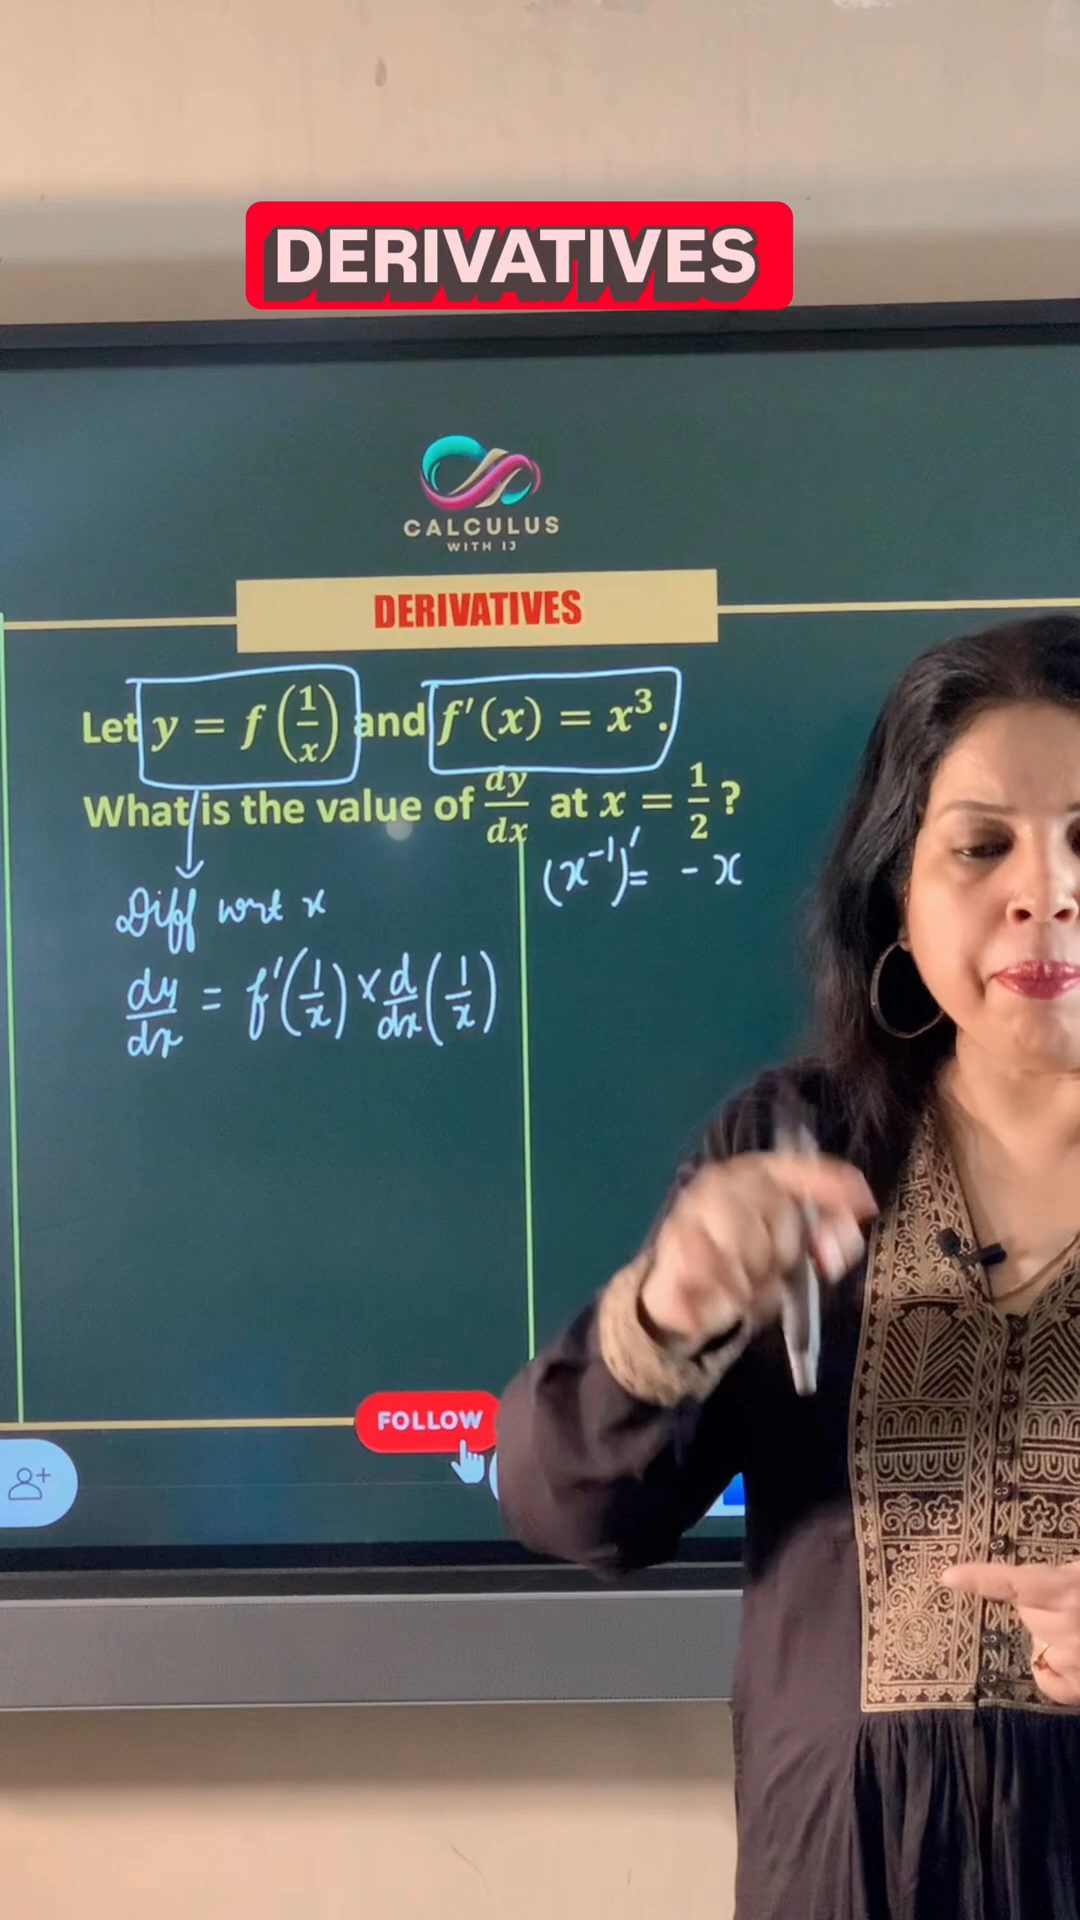 DERIVATIVES
CALCULUS
WITH IJ
DERIVATIVES
Let y = f(1/x) and f'(x) = x³.
What is the value of dy/dx at x = 1/2?
(x⁻¹)' = - x
Diff wrt x
dy/dx = f'(1/x) × d/dx (1/x)
FOLLOW